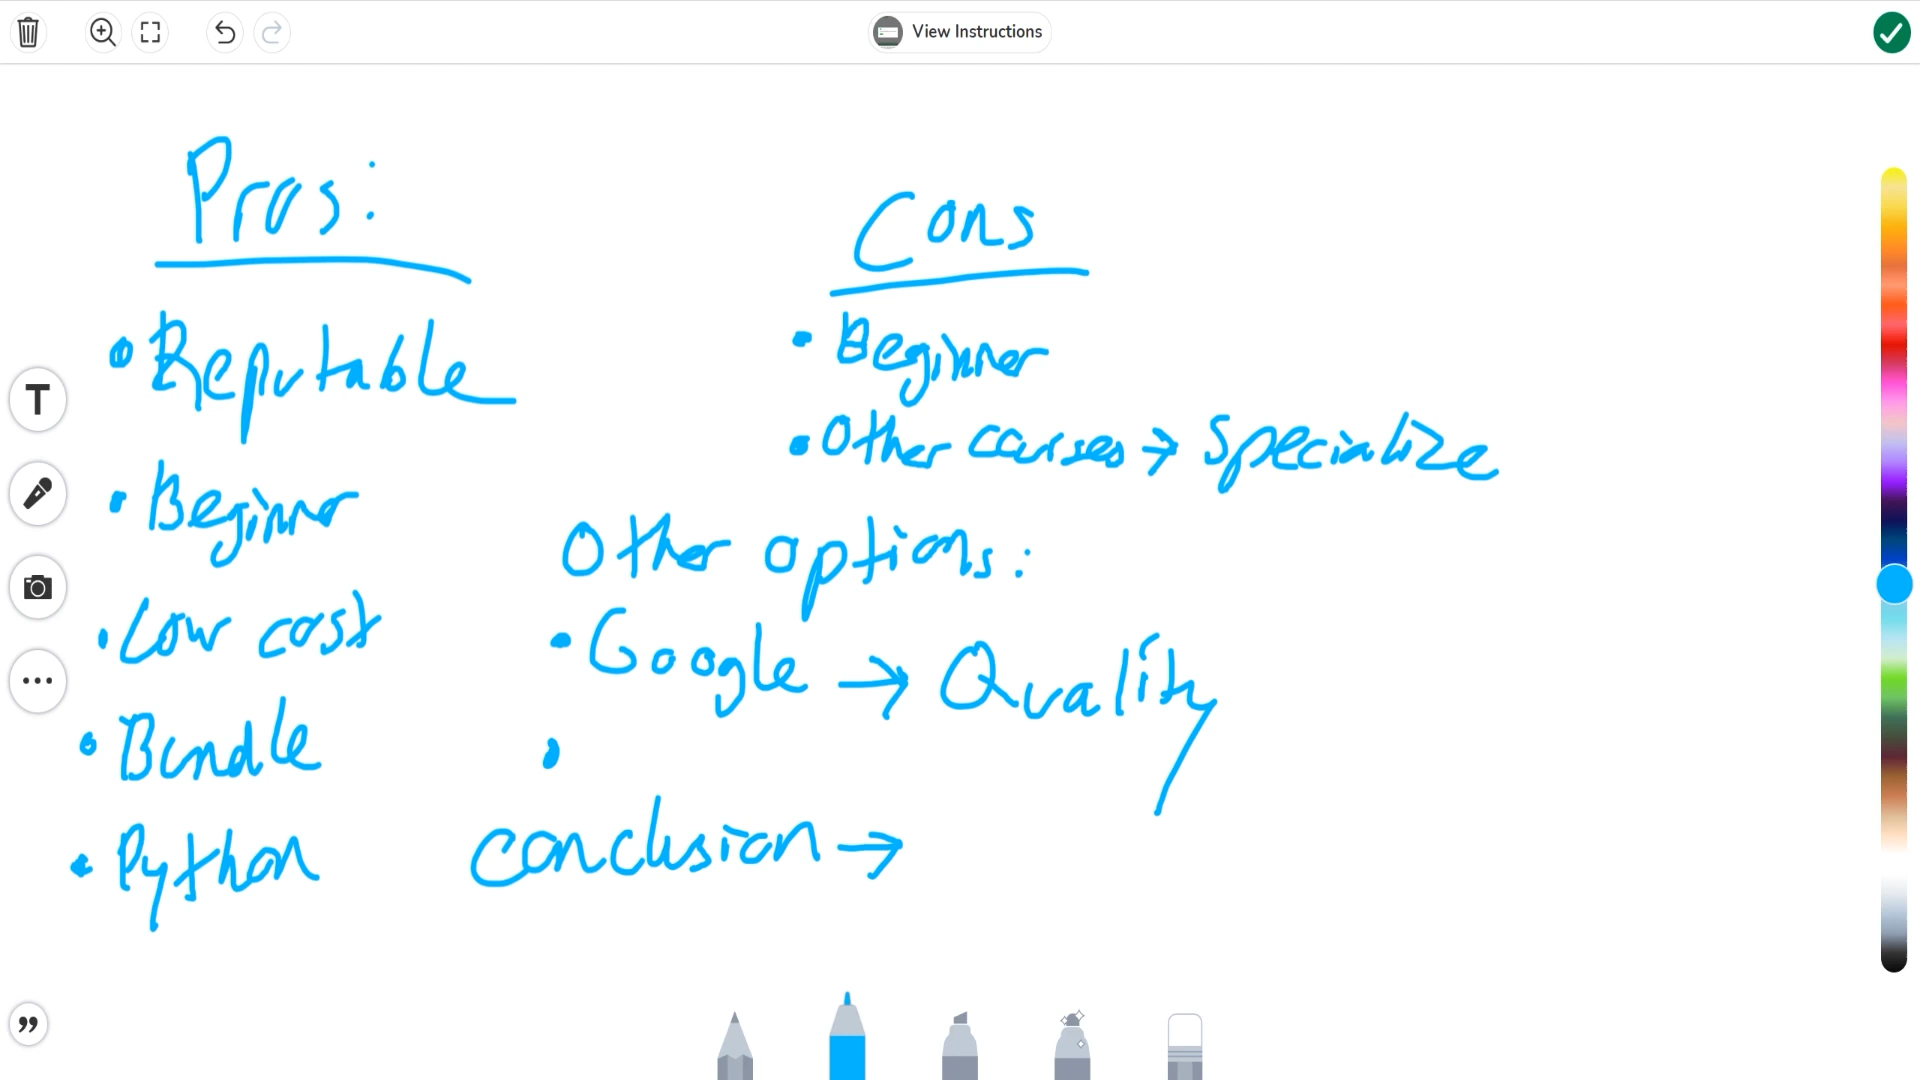 View Instructions
Pros:
• Reputable
• Beginner
• Low cost
• Bundle
• Python
Cons
• Beginner
• Other courses → Specialize
Other options:
• Google → Quality
•
conclusion →
T